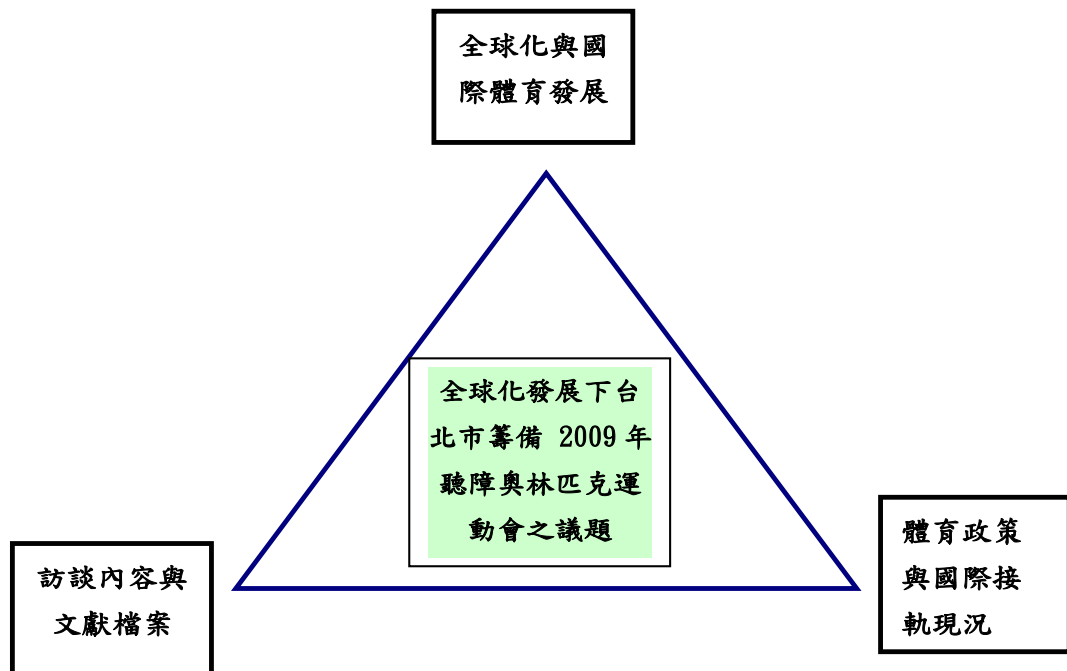 全球化與國
際體育發展
全球化發展下台
北市籌備 2009 年
聽障奧林匹克運
動會之議題
訪談內容與
文獻檔案
體育政策
與國際接
軌現況